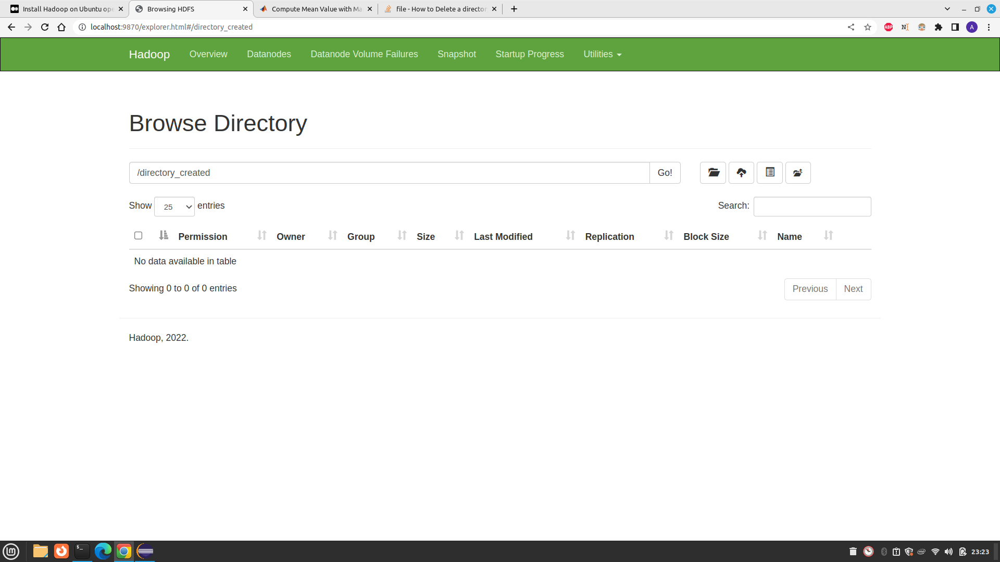 Install Hadoop on Ubuntu ope
Browsing HDFS
Compute Mean Value with Ma
file - How to Delete a director
localhost:9870/explorer.html#/directory_created
ABP
A
Hadoop Overview Datanodes Datanode Volume Failures Snapshot Startup Progress Utilities
Browse Directory
/directory_created Go!
Show 25 entries Search:
Permission Owner Group Size Last Modified Replication Block Size Name
No data available in table
Showing 0 to 0 of 0 entries Previous Next
Hadoop, 2022.
23:23